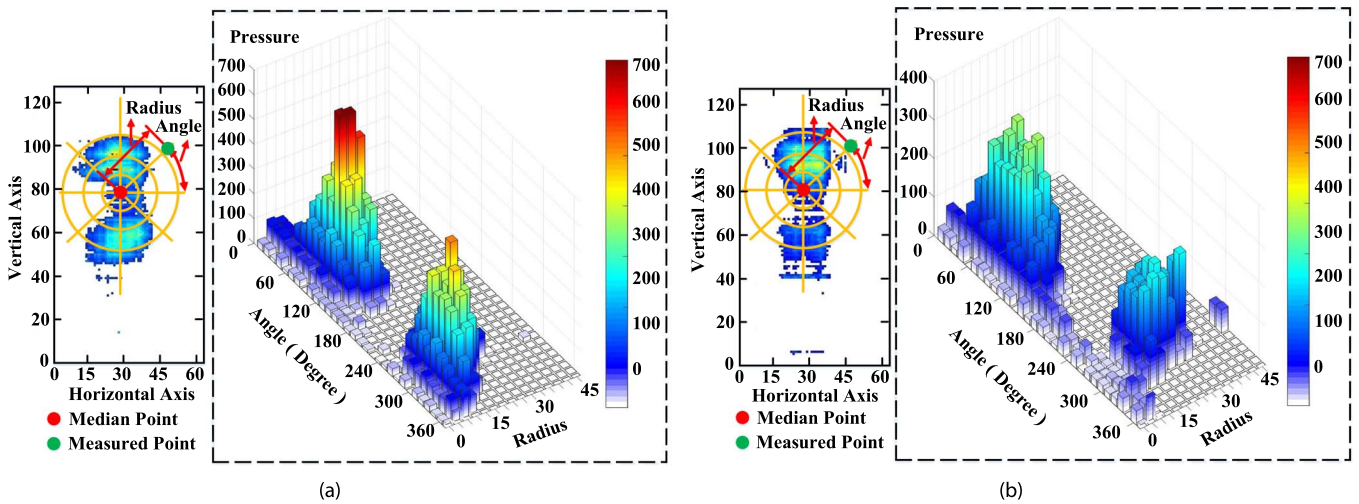 Pressure
700
600
500
400
300
200
100
0
60
120
180
240
300
360
Angle ( Degree )
0
15
30
45
Radius
700
600
500
400
300
200
100
0
120
100
80
60
40
20
0
Vertical Axis
Radius
Angle
0 15 30 45 60
Horizontal Axis
Median Point
Measured Point
(a)
Pressure
400
300
200
100
0
60
120
180
240
300
360
Angle ( Degree)
0
15
30
45
Radius
700
600
500
400
300
200
100
0
120
100
80
60
40
20
0
Vertical Axis
Radius
Angle
0 15 30 45 60
Horizontal Axis
Median Point
Measured Point
(b)